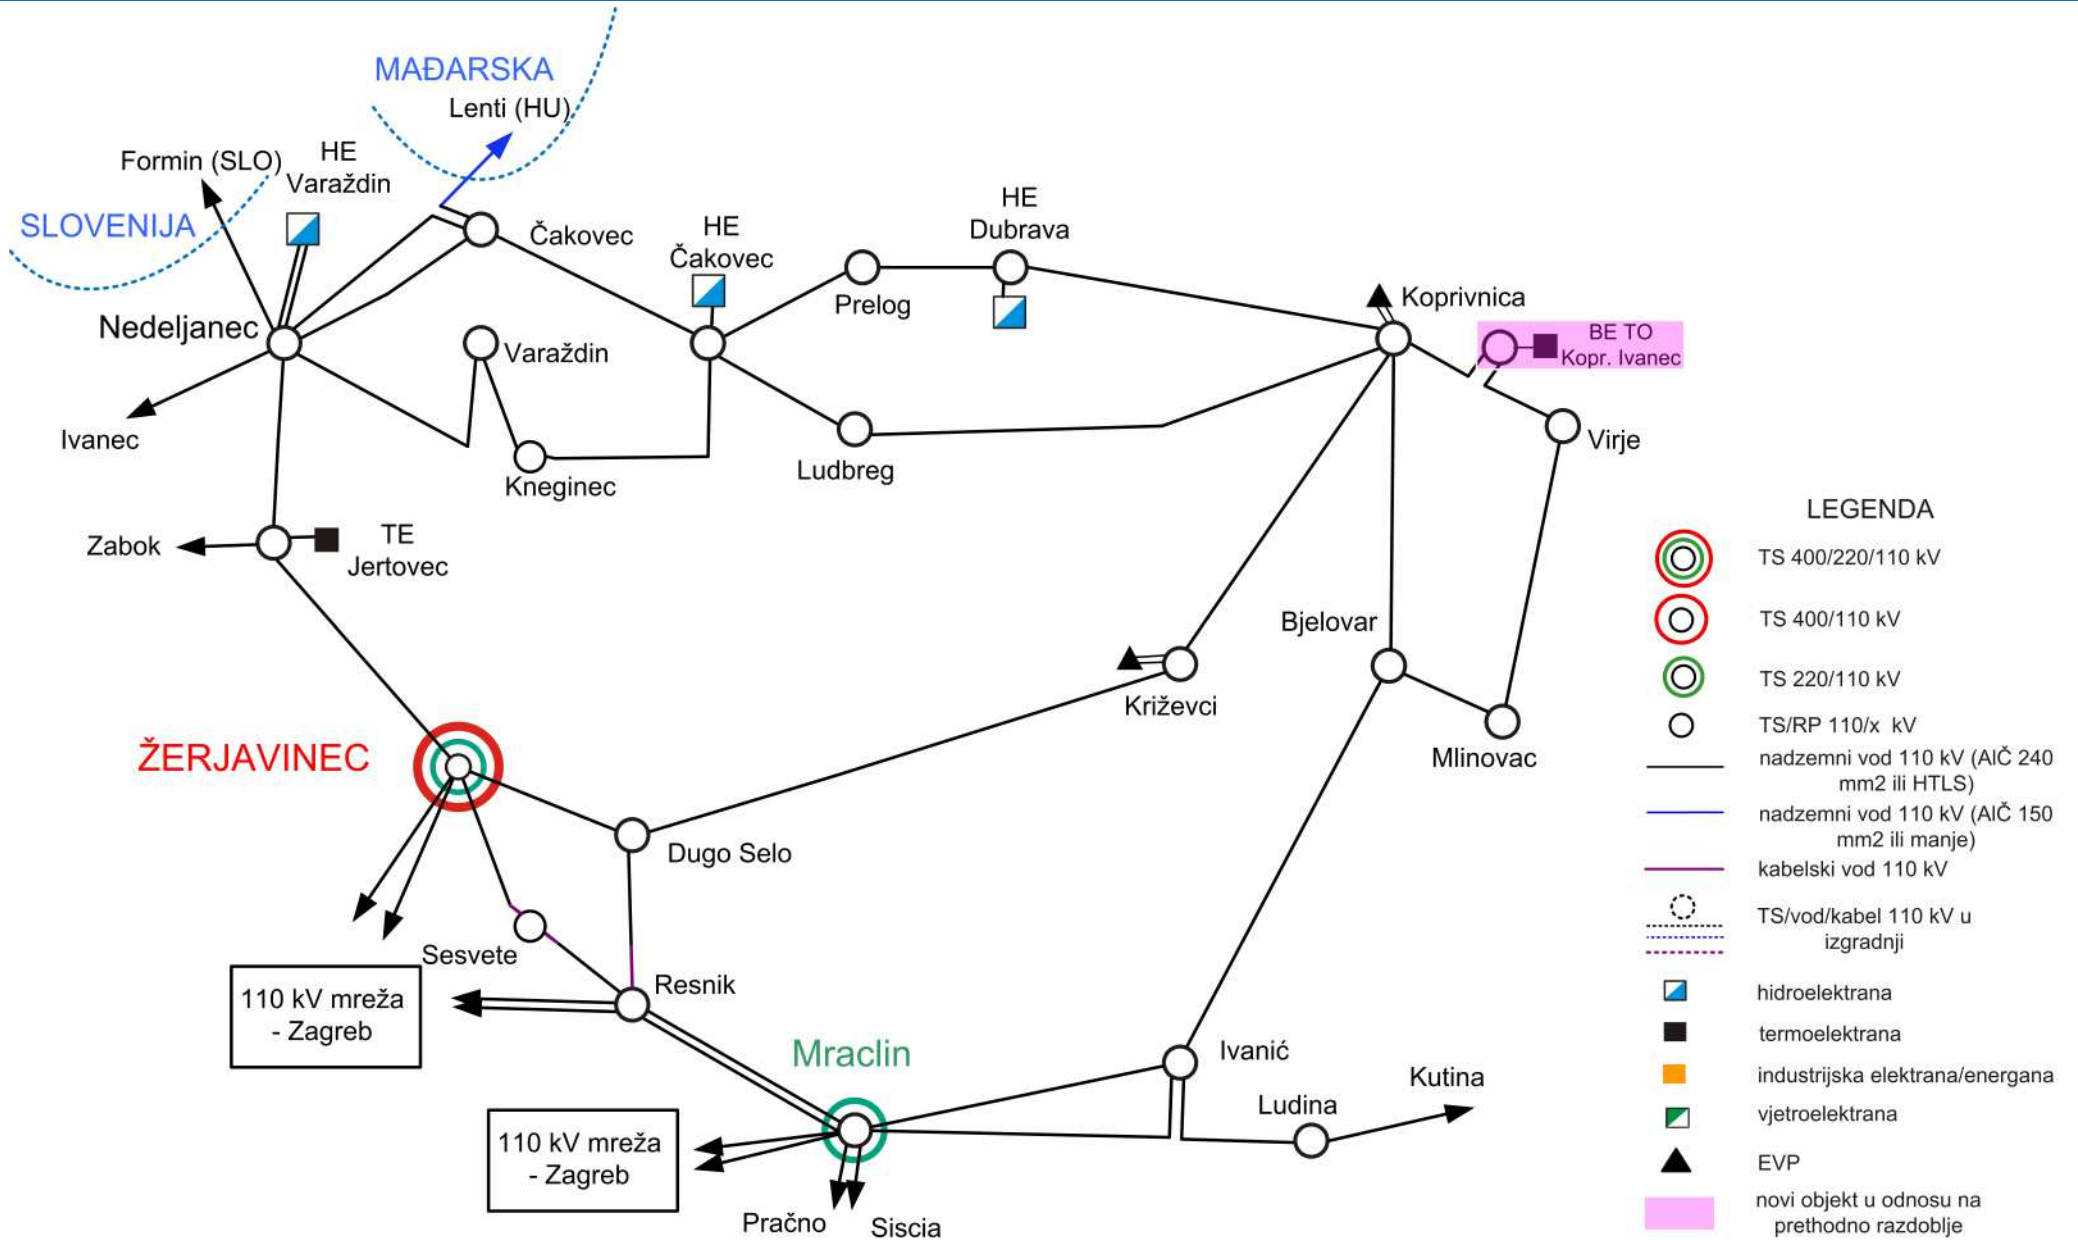 MAĐARSKA
Lenti (HU)
Formin (SLO)
HE
Varaždin
SLOVENIJA
Čakovec
HE
Čakovec
HE
Dubrava
Prelog
Koprivnica
BE TO
Kopr. Ivanec
Nedeljanec
Varaždin
Ivanec
Kneginec
Ludbreg
Virje
Zabok
TE
Jertovec
Bjelovar
Križevci
Mlinovac
ŽERJAVINEC
Dugo Selo
Sesvete
Resnik
110 kV mreža
- Zagreb
Mraclin
Ivanić
Kutina
Ludina
110 kV mreža
- Zagreb
Pračno
Siscia
LEGENDA
TS 400/220/110 kV
TS 400/110 kV
TS 220/110 kV
TS/RP 110/x kV
nadzemni vod 110 kV (AlČ 240
mm2 ili HTLS)
nadzemni vod 110 kV (AlČ 150
mm2 ili manje)
kabelski vod 110 kV
TS/vod/kabel 110 kV u
izgradnji
hidroelektrana
termoelektrana
industrijska elektrana/energana
vjetroelektrana
EVP
novi objekt u odnosu na
prethodno razdoblje